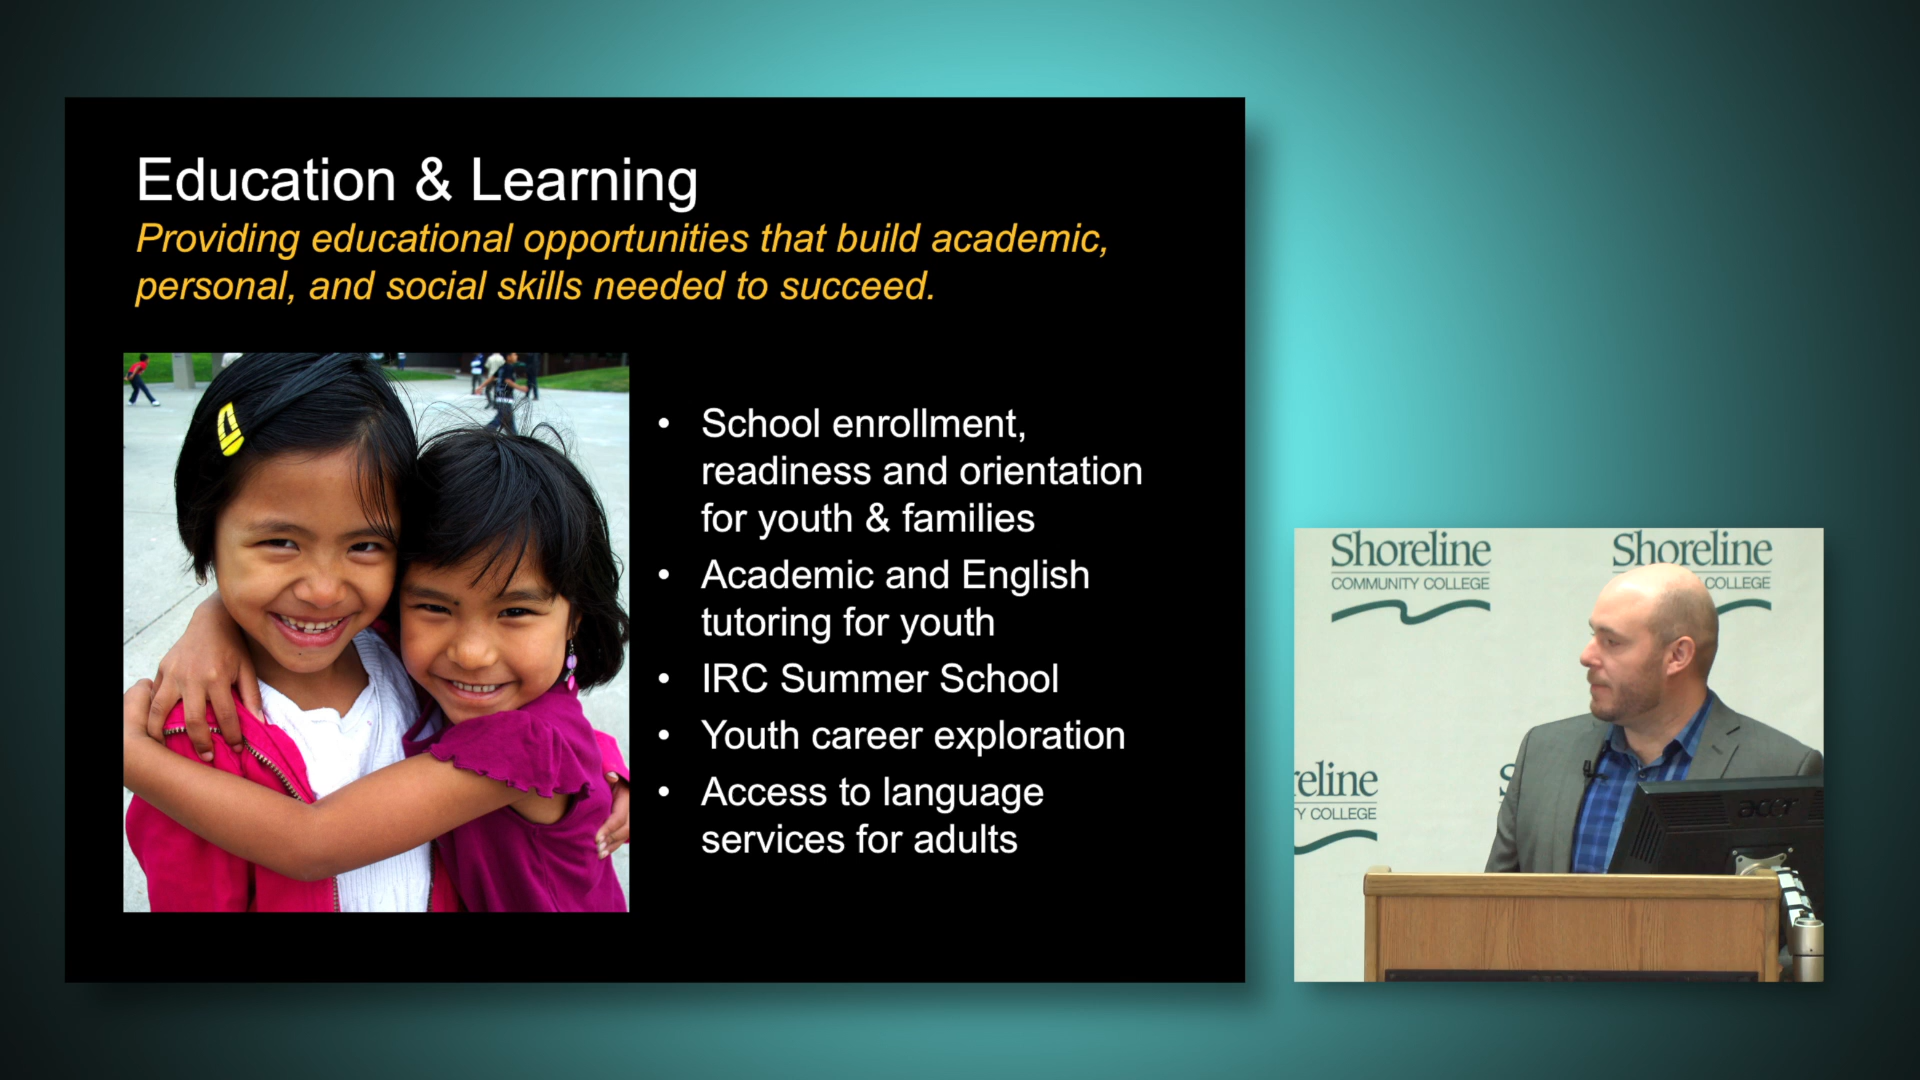 Education & Learning
Providing educational opportunities that build academic,
personal, and social skills needed to succeed.
• School enrollment,
readiness and orientation
for youth & families
• Academic and English
tutoring for youth
• IRC Summer School
• Youth career exploration
• Access to language
services for adults
Shoreline
COMMUNITY COLLEGE
Shoreline
COLLEGE
reline
Y COLLEGE
S
acer